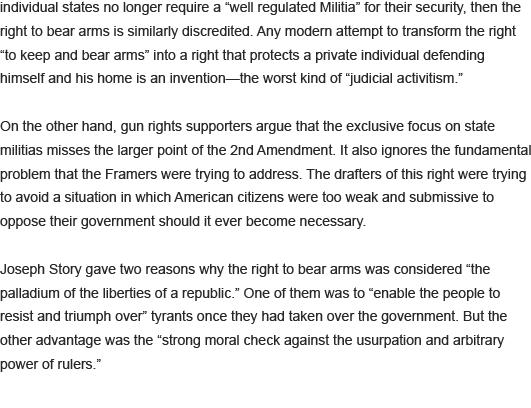 individual states no longer require a “well regulated Militia” for their security, then the
right to bear arms is similarly discredited. Any modern attempt to transform the right
“to keep and bear arms” into a right that protects a private individual defending
himself and his home is an invention—the worst kind of “judicial activitism.”
On the other hand, gun rights supporters argue that the exclusive focus on state
militias misses the larger point of the 2nd Amendment. It also ignores the fundamental
problem that the Framers were trying to address. The drafters of this right were trying
to avoid a situation in which American citizens were too weak and submissive to
oppose their government should it ever become necessary.
Joseph Story gave two reasons why the right to bear arms was considered “the
palladium of the liberties of a republic.” One of them was to “enable the people to
resist and triumph over” tyrants once they had taken over the government. But the
other advantage was the “strong moral check against the usurpation and arbitrary
power of rulers.”